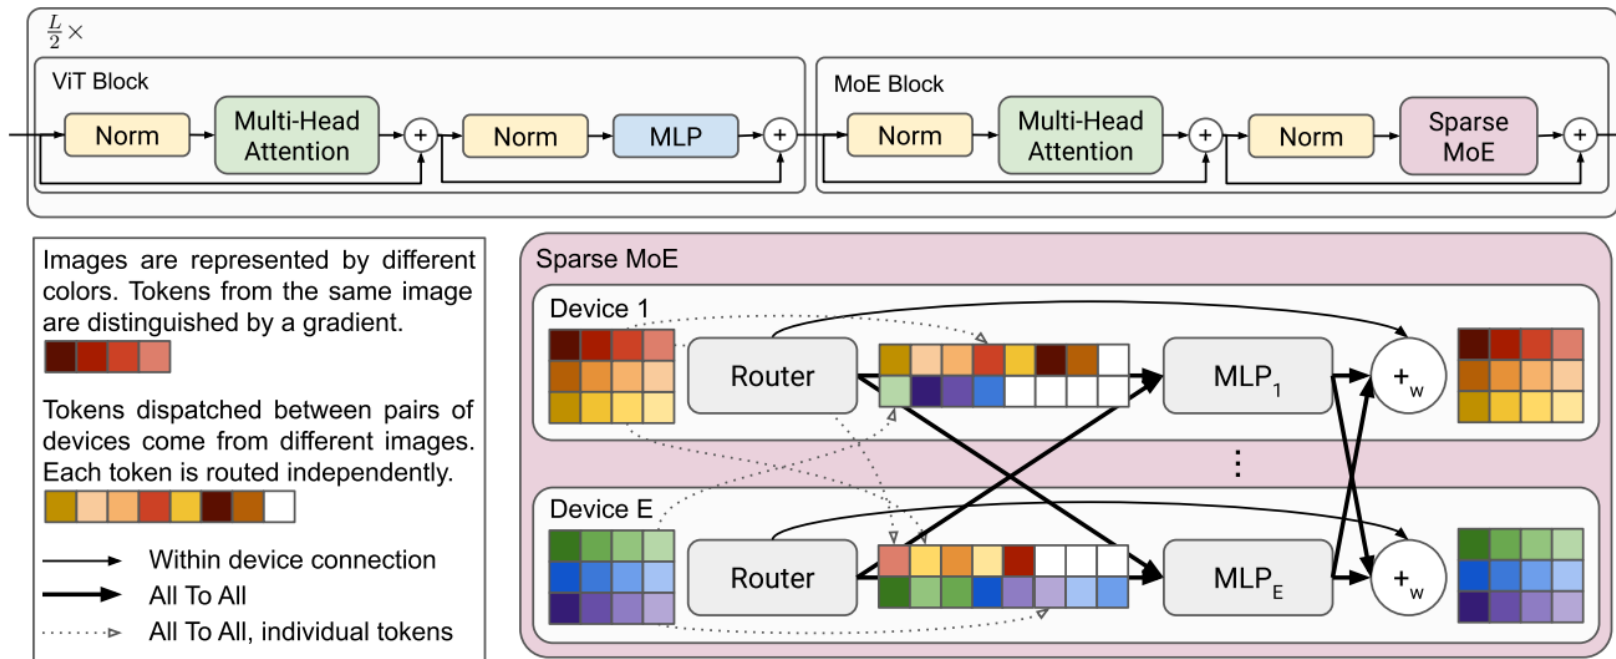 L/2 ×
ViT Block
Norm
Multi-Head
Attention
+
Norm
MLP
+
MoE Block
Norm
Multi-Head
Attention
+
Norm
Sparse
MoE
+
Images are represented by different
colors. Tokens from the same image
are distinguished by a gradient.
Tokens dispatched between pairs of
devices come from different images.
Each token is routed independently.
Within device connection
All To All
All To All, individual tokens
Sparse MoE
Device 1
Router
MLP₁
+w
⋮
Device E
Router
MLP_E
+w